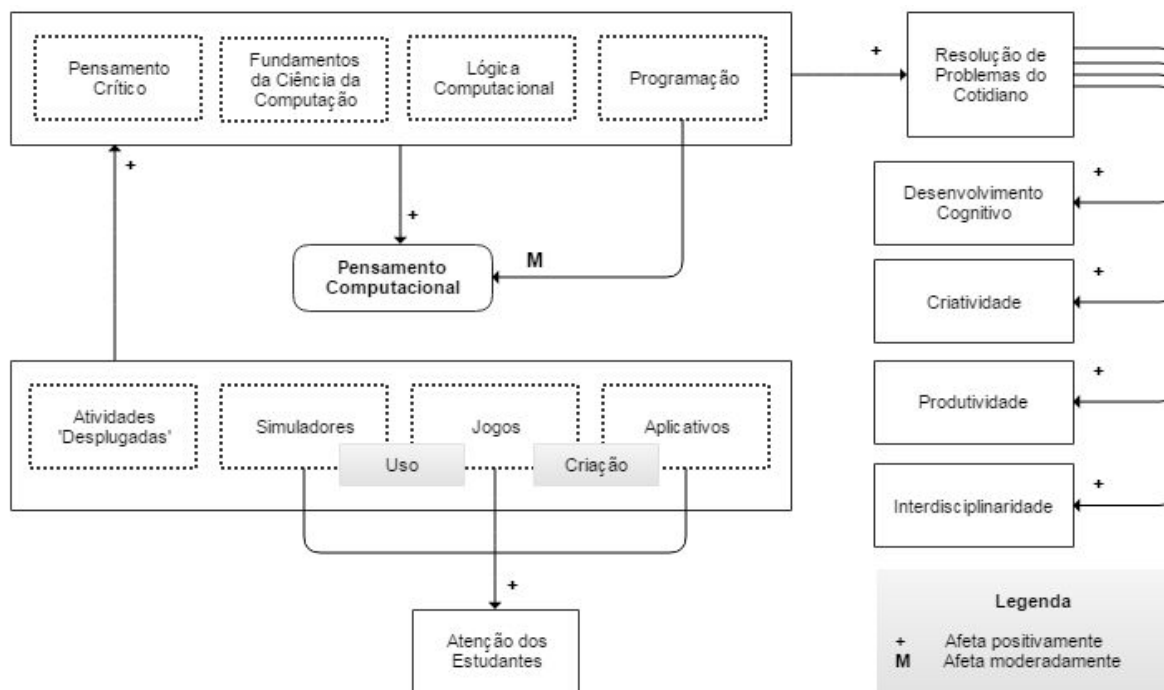 Pensamento
Crítico
Fundamentos
da Ciência da
Computação
Lógica
Computacional
Programação
+
Resolução de
Problemas do
Cotidiano
+
+
Pensamento
Computacional
M
+
Desenvolvimento
Cognitivo
+
Criatividade
+
Produtividade
+
Interdisciplinaridade
Atividades
'Desplugadas'
Simuladores
Jogos
Aplicativos
Uso
Criação
+
Atenção dos
Estudantes
Legenda
+ Afeta positivamente
M Afeta moderadamente